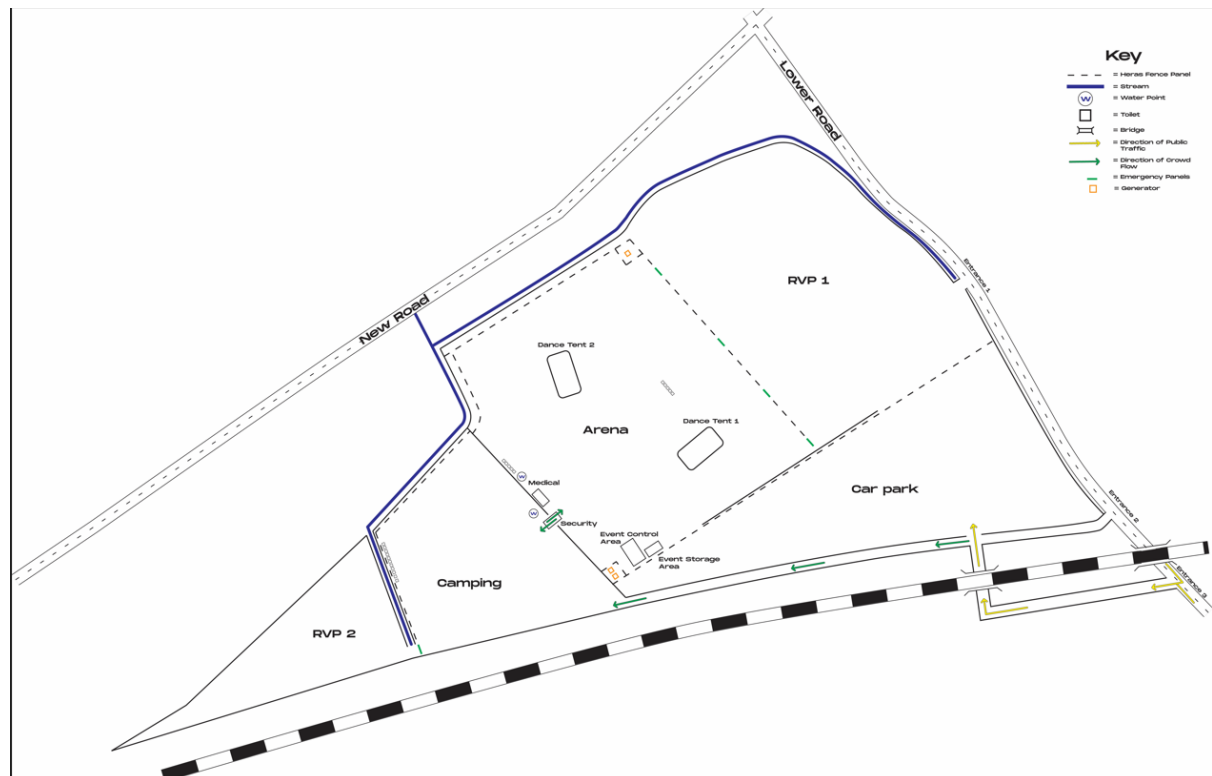 Key
= Heras Fence Panel
= Stream
W
= Water Point
= Toilet
= Bridge
= Direction of Public
Traffic
= Direction of Crowd
Flow
= Emergency Panels
= Generator
Lower Road
New Road
Entrance 1
RVP 1
Dance Tent 2
Arena
Dance Tent 1
W
Medical
W
Security
Car park
Entrance 2
Event Control
Area
Event Storage
Area
Camping
Entrance 3
RVP 2